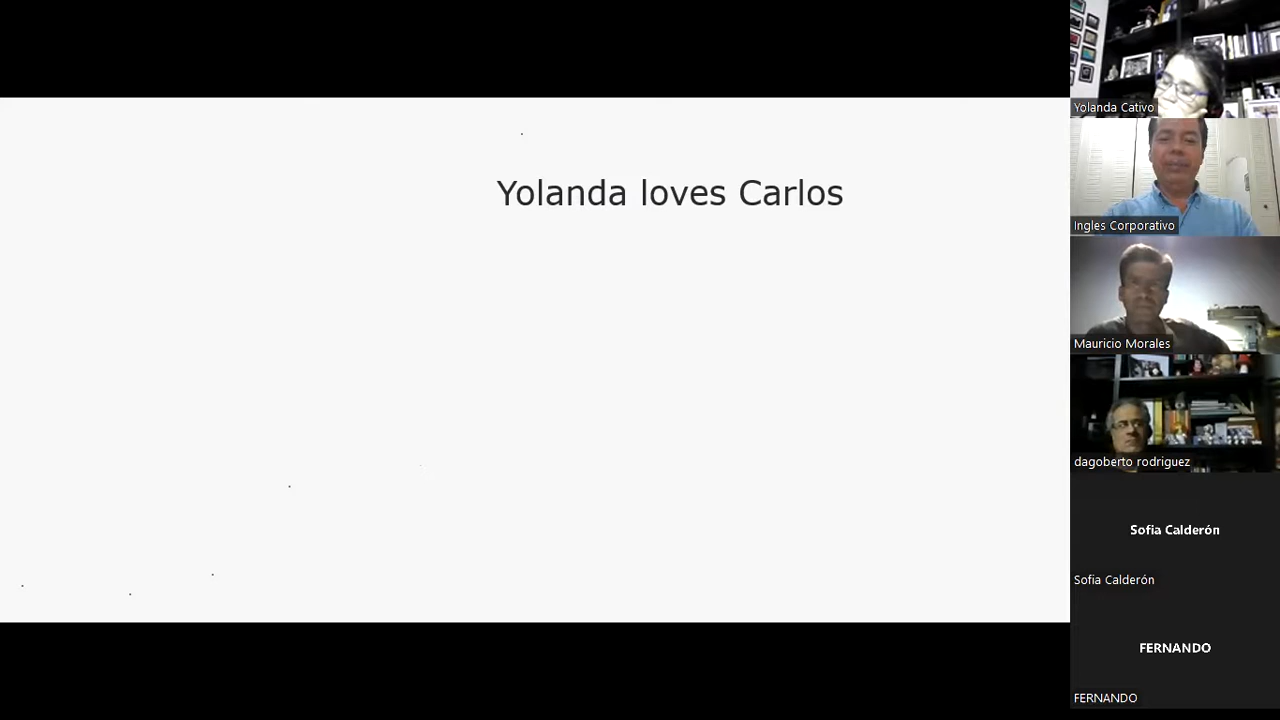 Yolanda loves Carlos
Yolanda Cativo
Ingles Corporativo
Mauricio Morales
dagoberto rodriguez
Sofia Calderón
Sofia Calderón
FERNANDO
FERNANDO